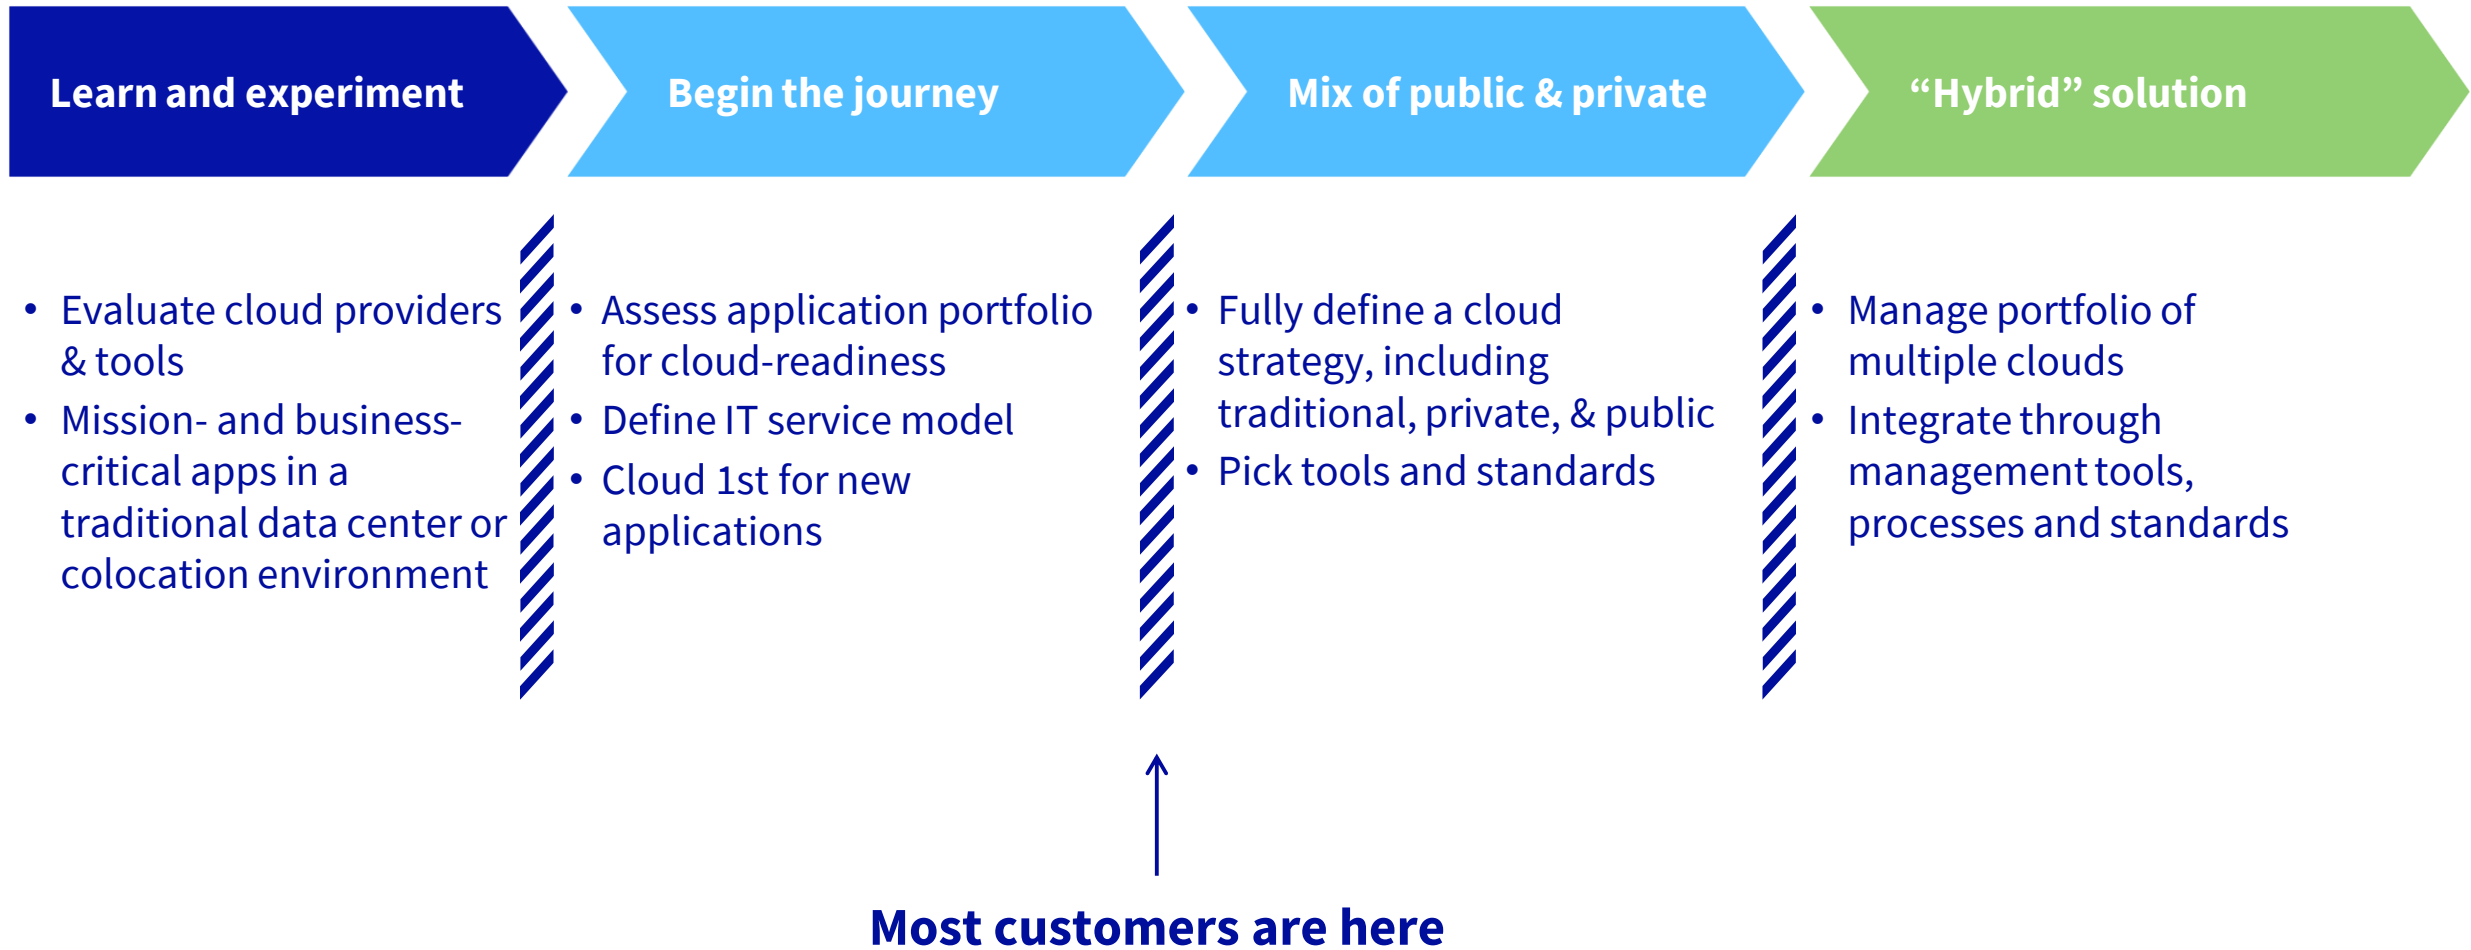 Learn and experiment
Begin the journey
Mix of public & private
“Hybrid” solution
• Evaluate cloud providers
& tools
• Mission- and business-
critical apps in a
traditional data center or
colocation environment
• Assess application portfolio
for cloud-readiness
• Define IT service model
• Cloud 1st for new
applications
• Fully define a cloud
strategy, including
traditional, private, & public
• Pick tools and standards
• Manage portfolio of
multiple clouds
• Integrate through
management tools,
processes and standards
Most customers are here